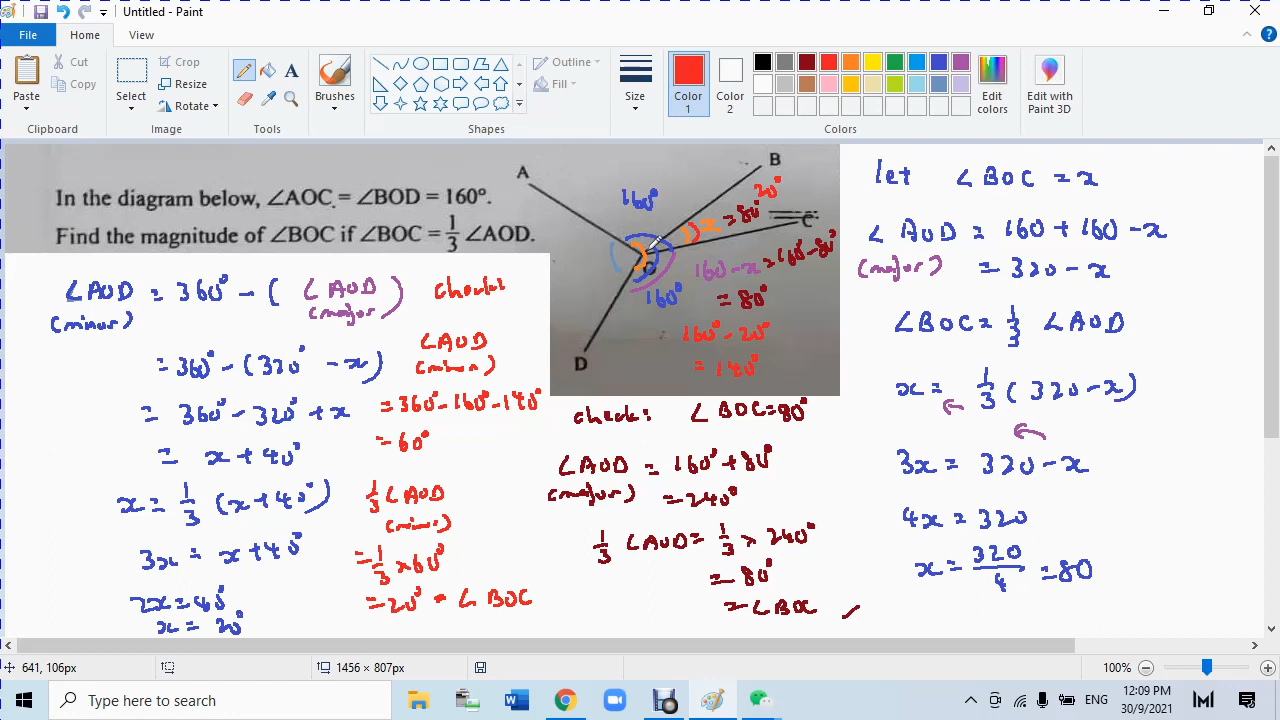 Untitled - Paint
File
Home
View
Paste
Cut
Copy
Clipboard
Select
Crop
Resize
Rotate
Image
Tools
Brushes
Outline
Fill
Shapes
Size
Color 1
Color 2
Colors
Edit colors
Edit with Paint 3D
In the diagram below, ∠AOC = ∠BOD = 160°.
Find the magnitude of ∠BOC if ∠BOC = 1/3 ∠AOD.
A
B
C
D
O
160°
20°
x = 80°
160 - x = 160° - 80°
= 80°
160°
160° - 20°
= 140°
∠AOD = 360° - ( ∠AOD )
(minor) (major)
= 360° - (320° - x)
= 360° - 320° + x
= x + 40°
x = 1/3 (x + 40°)
3x = x + 40°
2x = 40°
x = 20°
check:
∠AOD
(minor)
= 360° - 160° - 140°
= 60°
1/3 ∠AOD
(minor)
= 1/3 × 60°
= 20° = ∠BOC
check: ∠BOC = 80°
∠AOD = 160° + 80°
(major) = 240°
1/3 ∠AOD = 1/3 × 240°
= 80°
= ∠BOC ✓
let ∠BOC = x
∠AOD = 160 + 160 - x
(major) = 320 - x
∠BOC = 1/3 ∠AOD
x = 1/3 (320 - x)
3x = 320 - x
4x = 320
x = 320/4 = 80
641, 106px
1456 × 807px
100%
Type here to search
ENG
12:09 PM
30/9/2021